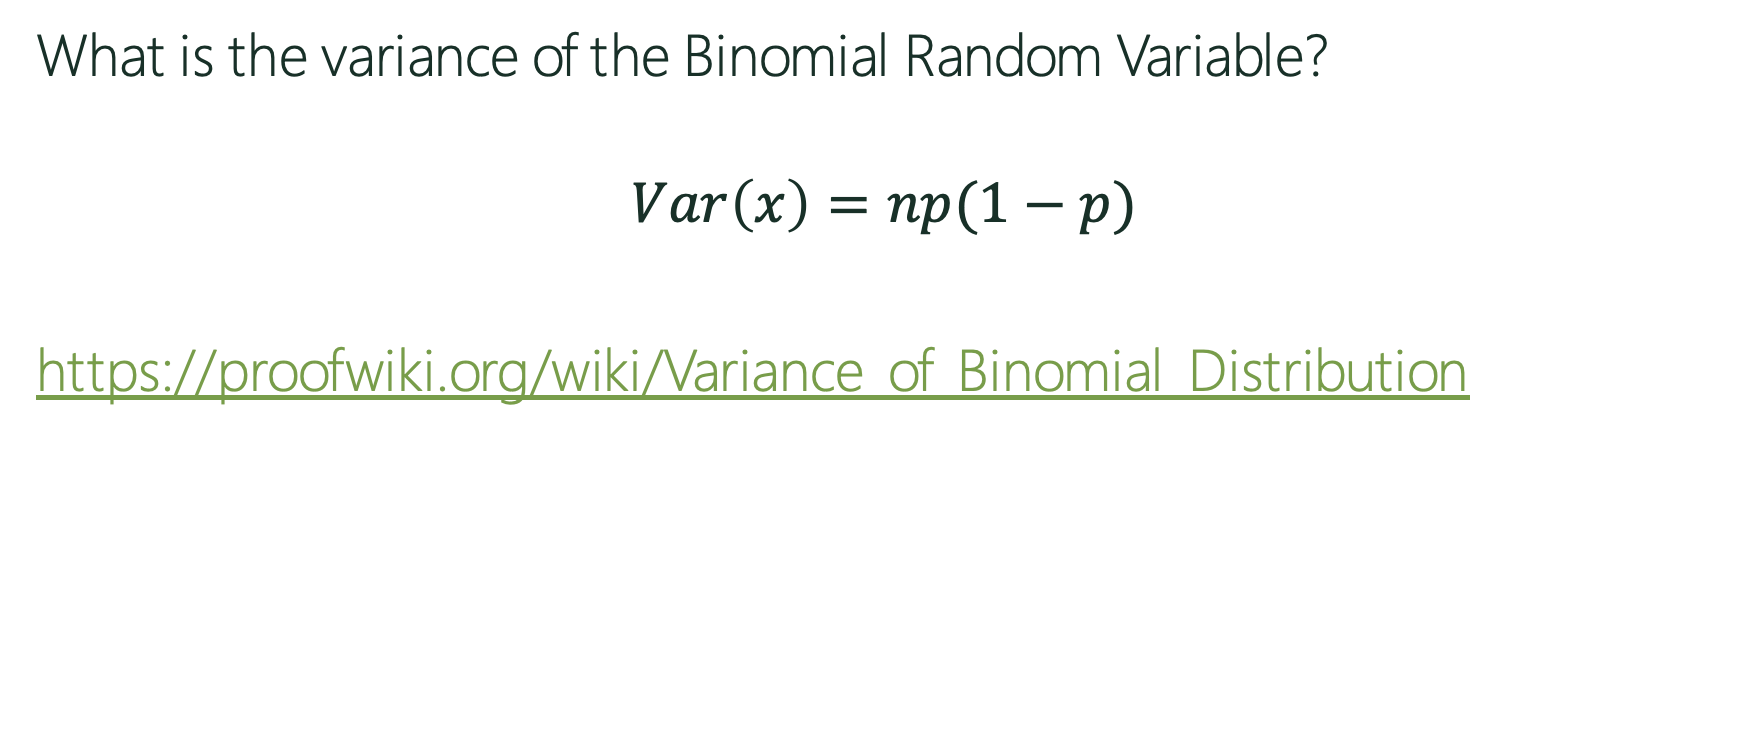 What is the variance of the Binomial Random Variable?
Var(x) = np(1 − p)
https://proofwiki.org/wiki/Variance_of_Binomial_Distribution